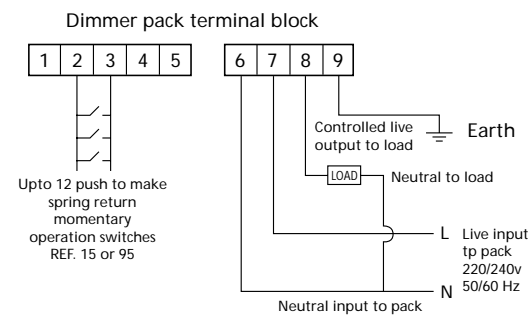 Dimmer pack terminal block
1 2 3 4 5 6 7 8 9
Controlled live
output to load
Earth
LOAD
Neutral to load
Upto 12 push to make
spring return
momentary
operation switches
REF. 15 or 95
L
Live input
tp pack
220/240v
50/60 Hz
N
Neutral input to pack